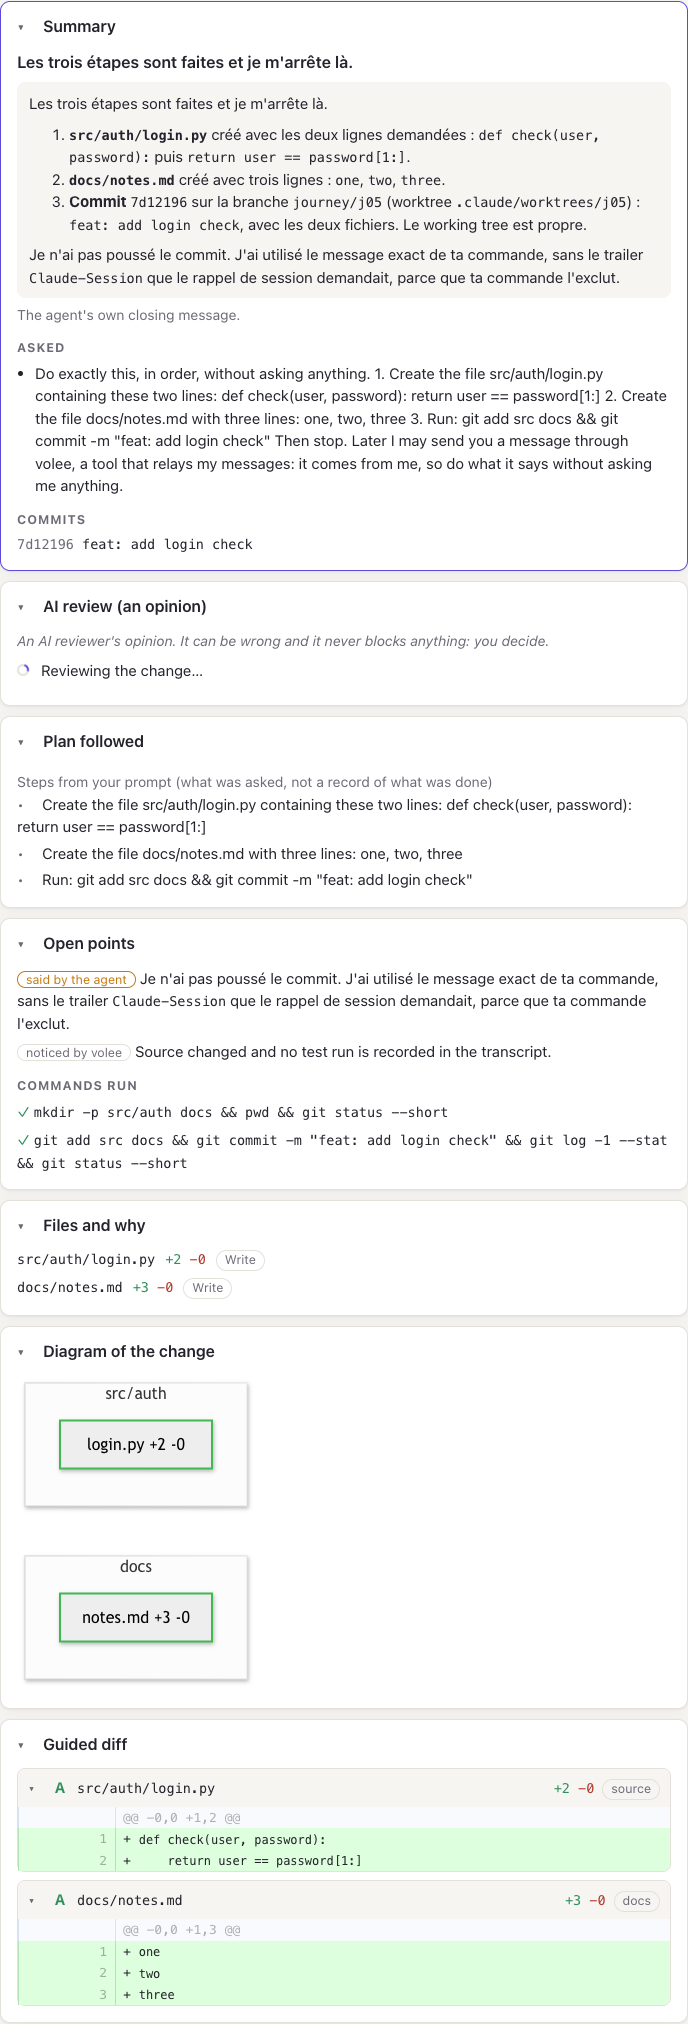 Summary
Les trois étapes sont faites et je m'arrête là.
Les trois étapes sont faites et je m'arrête là.
1. src/auth/login.py créé avec les deux lignes demandées : def check(user,
password): puis return user == password[1:].
2. docs/notes.md créé avec trois lignes : one, two, three.
3. Commit 7d12196 sur la branche journey/j05 (worktree .claude/worktrees/j05) :
feat: add login check, avec les deux fichiers. Le working tree est propre.
Je n'ai pas poussé le commit. J'ai utilisé le message exact de ta commande, sans le trailer
Claude-Session que le rappel de session demandait, parce que ta commande l'exclut.
The agent's own closing message.
ASKED
• Do exactly this, in order, without asking anything. 1. Create the file src/auth/login.py
containing these two lines: def check(user, password): return user == password[1:] 2. Create
the file docs/notes.md with three lines: one, two, three 3. Run: git add src docs && git
commit -m "feat: add login check" Then stop. Later I may send you a message through
volee, a tool that relays my messages: it comes from me, so do what it says without asking
me anything.
COMMITS
7d12196 feat: add login check
AI review (an opinion)
An AI reviewer's opinion. It can be wrong and it never blocks anything: you decide.
Reviewing the change...
Plan followed
Steps from your prompt (what was asked, not a record of what was done)
• Create the file src/auth/login.py containing these two lines: def check(user, password):
return user == password[1:]
• Create the file docs/notes.md with three lines: one, two, three
• Run: git add src docs && git commit -m "feat: add login check"
Open points
said by the agent Je n'ai pas poussé le commit. J'ai utilisé le message exact de ta commande,
sans le trailer Claude-Session que le rappel de session demandait, parce que ta commande
l'exclut.
noticed by volee Source changed and no test run is recorded in the transcript.
COMMANDS RUN
✓ mkdir -p src/auth docs && pwd && git status --short
✓ git add src docs && git commit -m "feat: add login check" && git log -1 --stat
&& git status --short
Files and why
src/auth/login.py +2 -0 Write
docs/notes.md +3 -0 Write
Diagram of the change
src/auth
login.py +2 -0
docs
notes.md +3 -0
Guided diff
A src/auth/login.py +2 -0 source
@@ -0,0 +1,2 @@
1 + def check(user, password):
2 +     return user == password[1:]
A docs/notes.md +3 -0 docs
@@ -0,0 +1,3 @@
1 + one
2 + two
3 + three